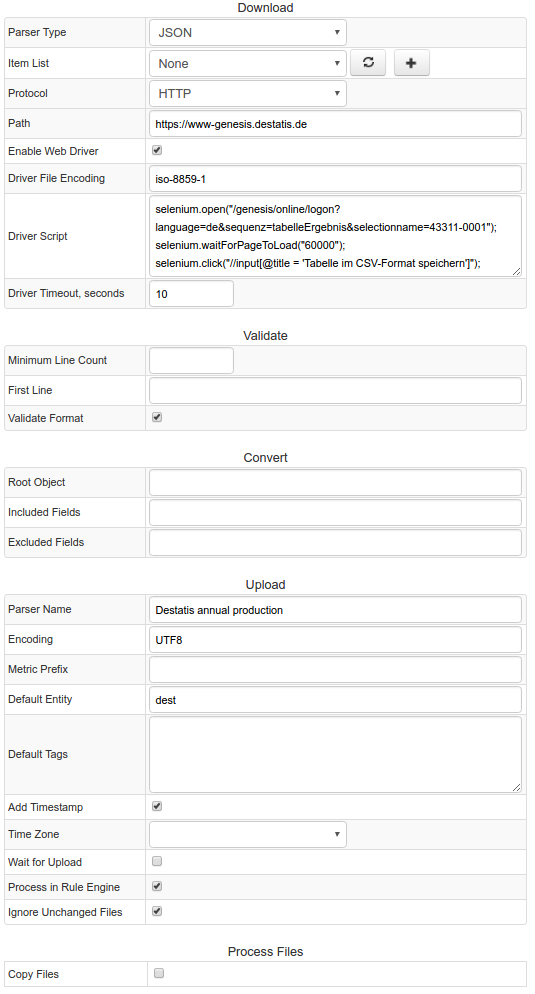 Download
Parser Type JSON
Item List None
Protocol HTTP
Path https://www-genesis.destatis.de
Enable Web Driver
Driver File Encoding iso-8859-1
Driver Script selenium.open("/genesis/online/logon?
language=de&sequenz=tabelleErgebnis&selectionname=43311-0001");
selenium.waitForPageToLoad("60000");
selenium.click("//input[@title = 'Tabelle im CSV-Format speichern']");
Driver Timeout, seconds 10
Validate
Minimum Line Count
First Line
Validate Format
Convert
Root Object
Included Fields
Excluded Fields
Upload
Parser Name Destatis annual production
Encoding UTF8
Metric Prefix
Default Entity dest
Default Tags
Add Timestamp
Time Zone
Wait for Upload
Process in Rule Engine
Ignore Unchanged Files
Process Files
Copy Files